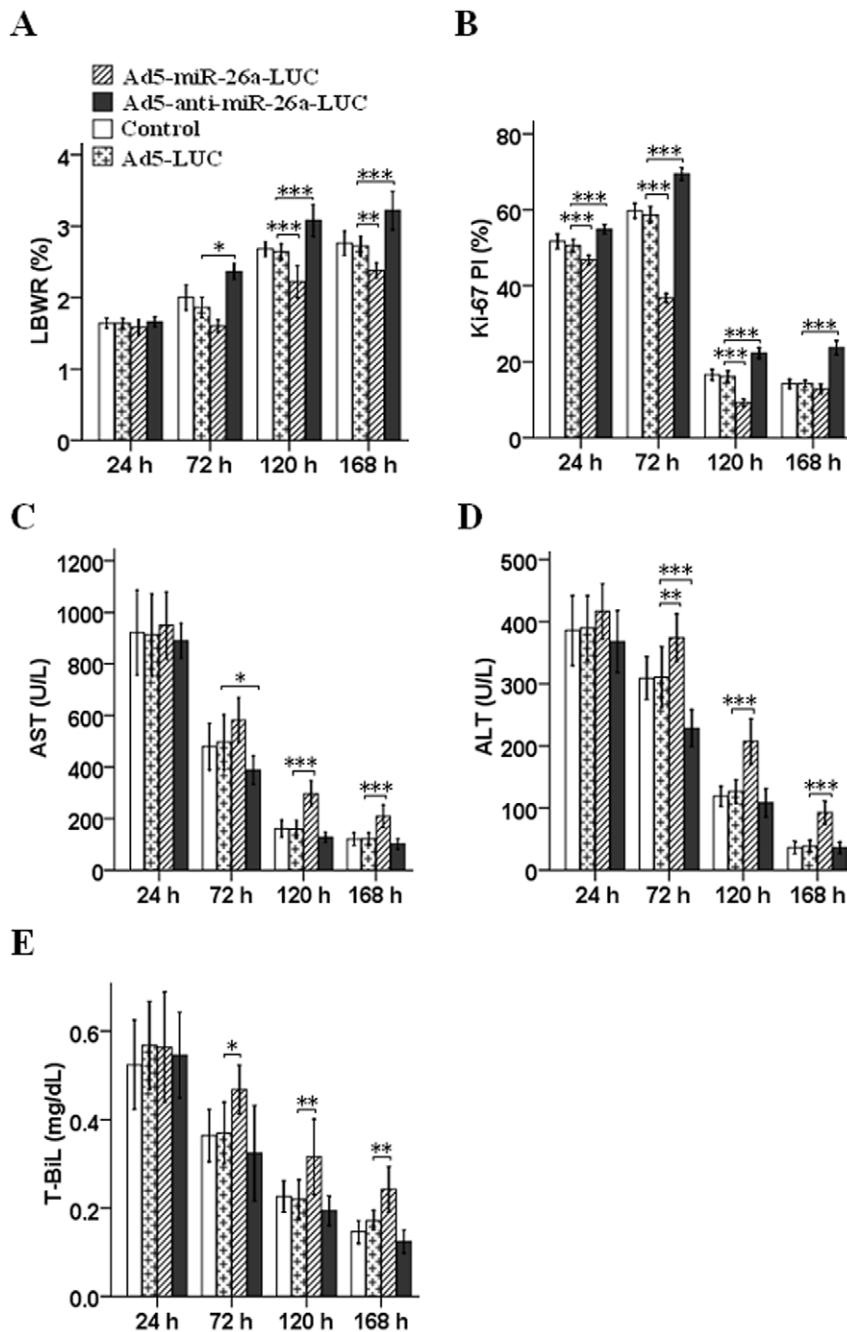 A
Ad5-miR-26a-LUC
Ad5-anti-miR-26a-LUC
Control
Ad5-LUC
LBWR (%)
4
3
2
1
0
*
***
***
***
**
24 h 72 h 120 h 168 h
B
Ki-67 PI (%)
80
60
40
20
0
***
***
***
***
***
***
***
24 h 72 h 120 h 168 h
C
AST (U/L)
1200
1000
800
600
400
200
0
*
***
***
24 h 72 h 120 h 168 h
D
ALT (U/L)
500
400
300
200
100
0
***
**
***
***
24 h 72 h 120 h 168 h
E
T-BiL (mg/dL)
0.6
0.4
0.2
0.0
*
**
**
24 h 72 h 120 h 168 h